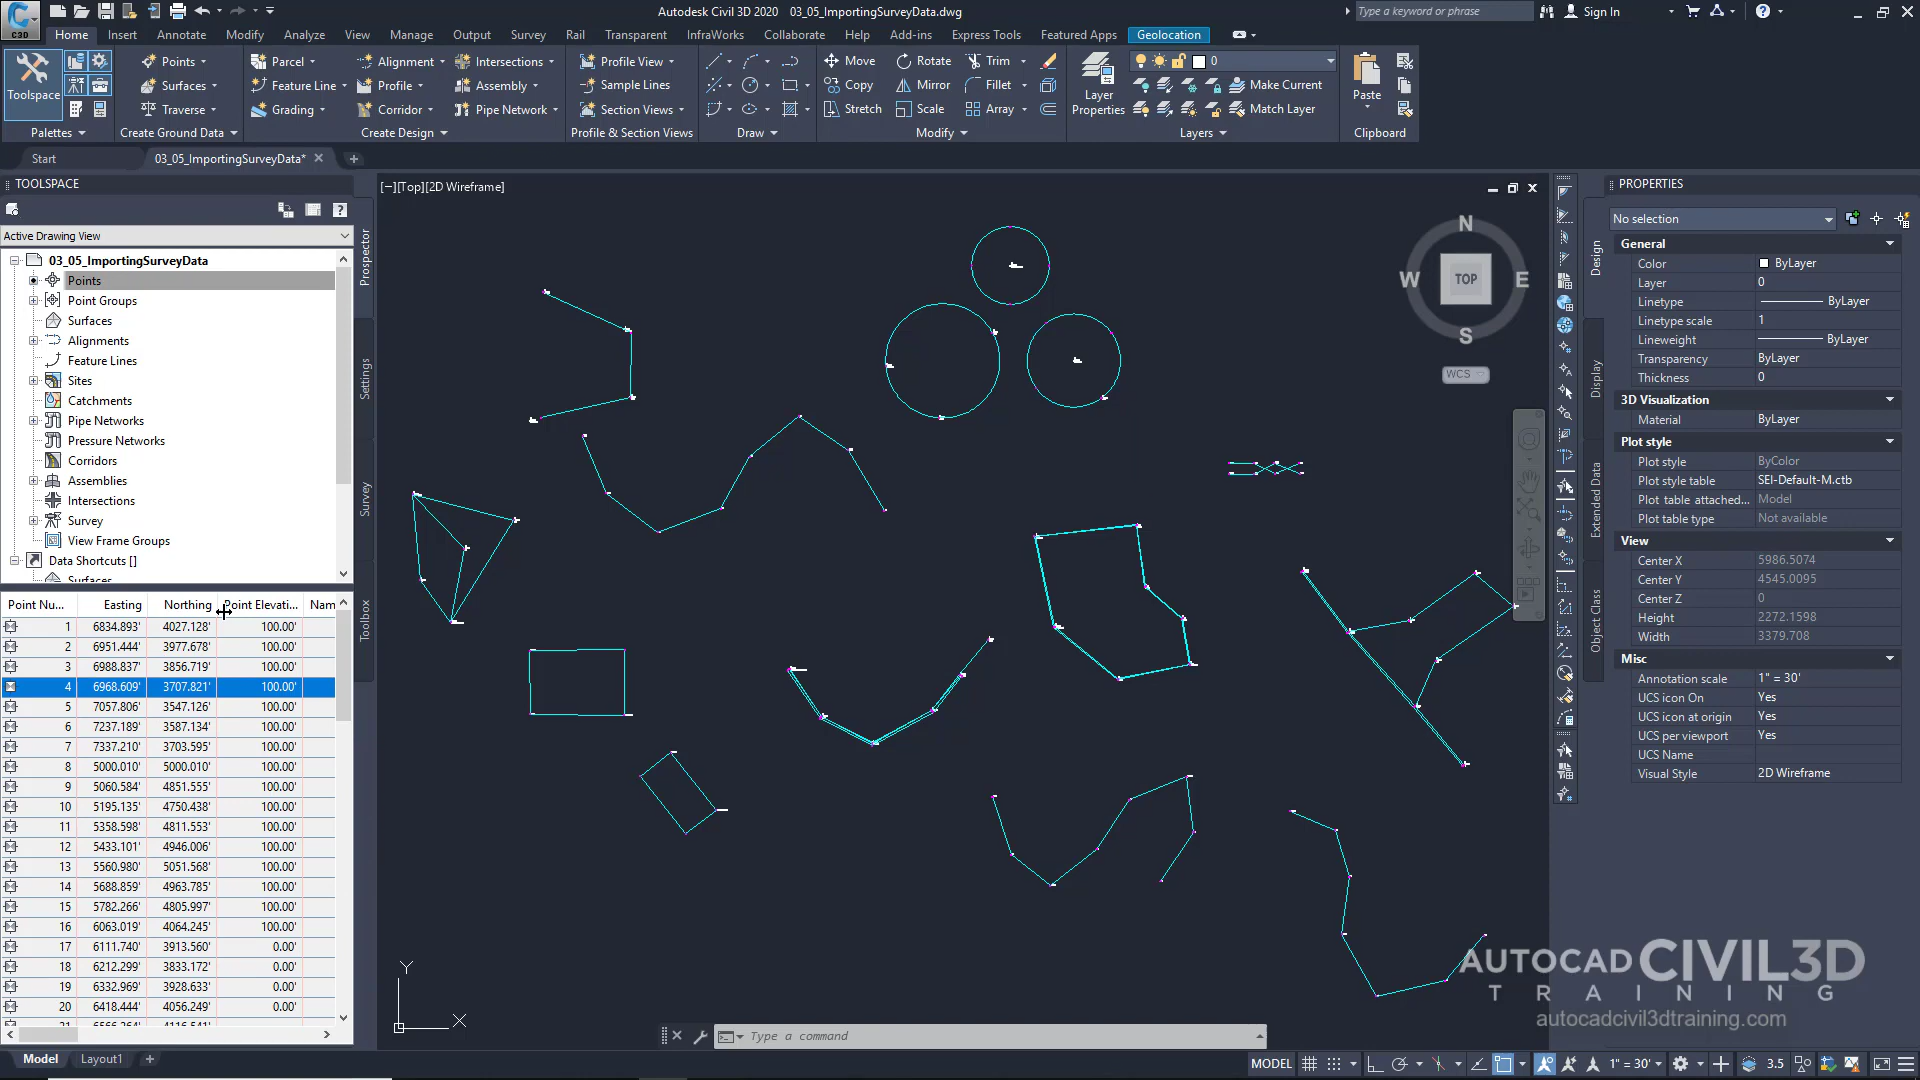 Autodesk Civil 3D 2020 03_05_ImportingSurveyData.dwg
Type a keyword or phrase
Sign In
C3D
Home Insert Annotate Modify Analyze View Manage Output Survey Rail Transparent InfraWorks Collaborate Help Add-ins Express Tools Featured Apps Geolocation
Toolspace
Palettes
Points
Surfaces
Traverse
Create Ground Data
Parcel
Feature Line
Grading
Alignment
Profile
Corridor
Intersections
Assembly
Pipe Network
Create Design
Profile View
Sample Lines
Section Views
Profile & Section Views
Draw
Move
Copy
Stretch
Rotate
Mirror
Scale
Trim
Fillet
Array
Modify
Layer
Properties
0
Make Current
Match Layer
Layers
Paste
Clipboard
Start
03_05_ImportingSurveyData*
TOOLSPACE
Active Drawing View
03_05_ImportingSurveyData
Points
Point Groups
Surfaces
Alignments
Feature Lines
Sites
Catchments
Pipe Networks
Pressure Networks
Corridors
Assemblies
Intersections
Survey
View Frame Groups
Data Shortcuts []
Surfaces
Prospector
Settings
Survey
Toolbox
Point Nu... Easting Northing Point Elevati... Nam
1 6834.893' 4027.128' 100.00'
2 6951.444' 3977.678' 100.00'
3 6988.837' 3856.719' 100.00'
4 6968.609' 3707.821' 100.00'
5 7057.806' 3547.126' 100.00'
6 7237.189' 3587.134' 100.00'
7 7337.210' 3703.595' 100.00'
8 5000.010' 5000.010' 100.00'
9 5060.584' 4851.555' 100.00'
10 5195.135' 4750.438' 100.00'
11 5358.598' 4811.553' 100.00'
12 5433.101' 4946.006' 100.00'
13 5560.980' 5051.568' 100.00'
14 5688.859' 4963.785' 100.00'
15 5782.266' 4805.997' 100.00'
16 6063.019' 4064.245' 100.00'
17 6111.740' 3913.560' 0.00'
18 6212.299' 3833.172' 0.00'
19 6332.969' 3928.633' 0.00'
20 6418.444' 4056.249' 0.00'
[−][Top][2D Wireframe]
N
W TOP E
S
WCS
Y
X
Type a command
PROPERTIES
No selection
General
Color ByLayer
Layer 0
Linetype ByLayer
Linetype scale 1
Lineweight ByLayer
Transparency ByLayer
Thickness 0
3D Visualization
Material ByLayer
Plot style
Plot style ByColor
Plot style table SEI-Default-M.ctb
Plot table attached... Model
Plot table type Not available
View
Center X 5986.5074
Center Y 4545.0095
Center Z 0
Height 2272.1598
Width 3379.708
Misc
Annotation scale 1" = 30'
UCS icon On Yes
UCS icon at origin Yes
UCS per viewport Yes
UCS Name
Visual Style 2D Wireframe
Design
Display
Extended Data
Object Class
AUTOCAD CIVIL3D
TRAINING
autocadcivil3dtraining.com
Model Layout1
MODEL 1" = 30' 3.5